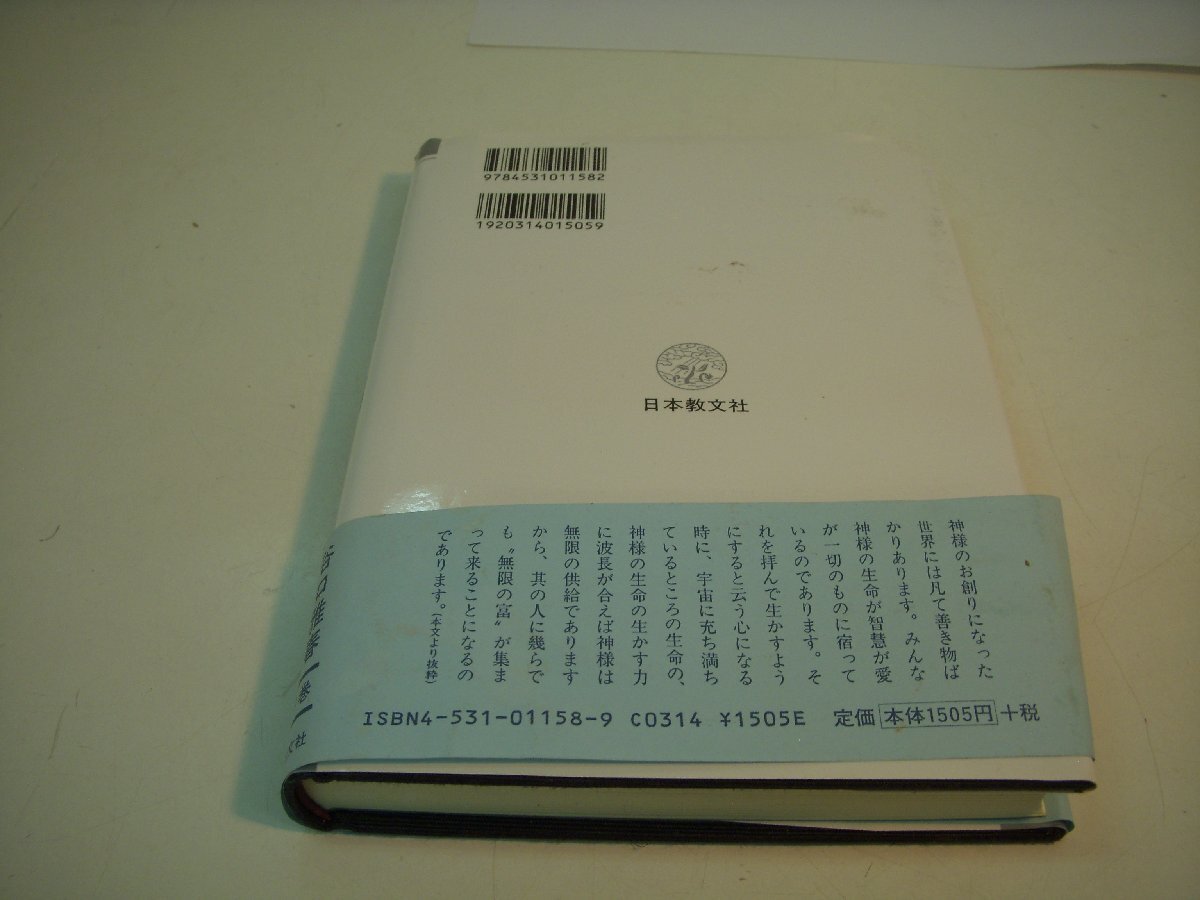 9784531011582
1920314015059
日本教文社
神様のお創りになった
世界には凡て善き物ば
かりあります。みんな
神様の生命が智慧が愛
が一切のものに宿って
いるのであります。そ
れを拝んで生かすよう
にすると云う心になる
時に、宇宙に充ち満ち
ているところの生命の、
神様の生命の生かす力
に波長が合えば神様は
無限の供給であります
から、其の人に幾らで
も〝無限の富〟が集ま
って来ることになるの
であります。(本文より抜粋)
ISBN4-531-01158-9 C0314 ¥1505E 定価 本体1505円 +税
谷口雅春 著
文社